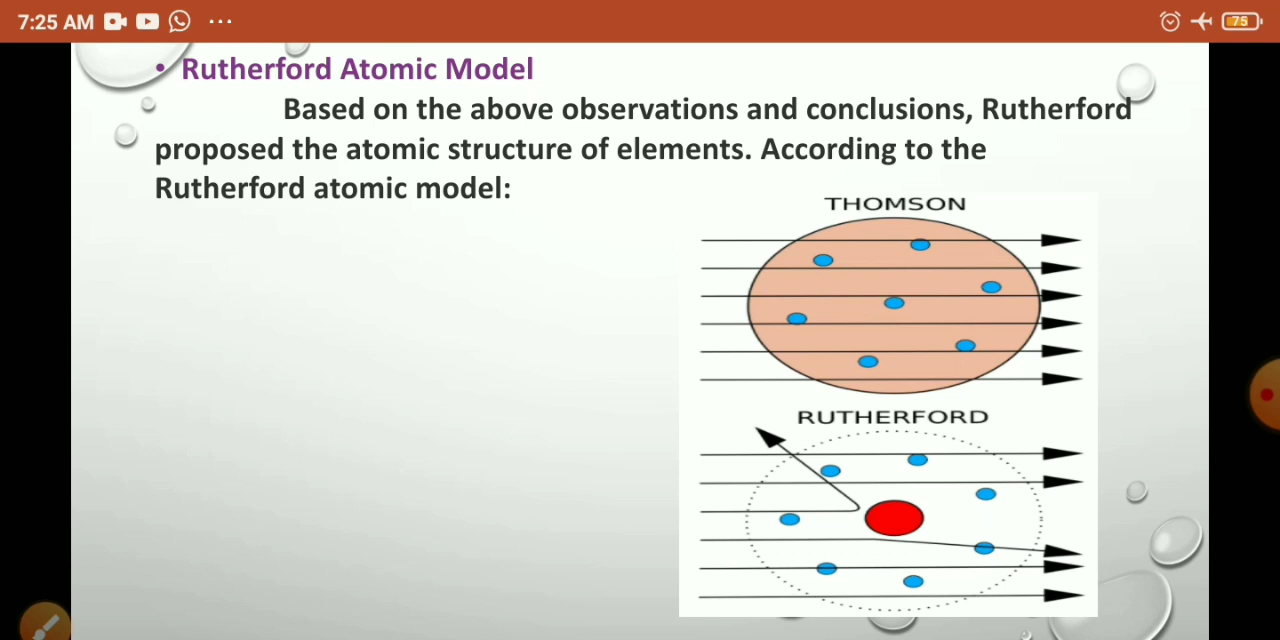 7:25 AM ...
75
• Rutherford Atomic Model
Based on the above observations and conclusions, Rutherford
proposed the atomic structure of elements. According to the
Rutherford atomic model:
THOMSON
RUTHERFORD